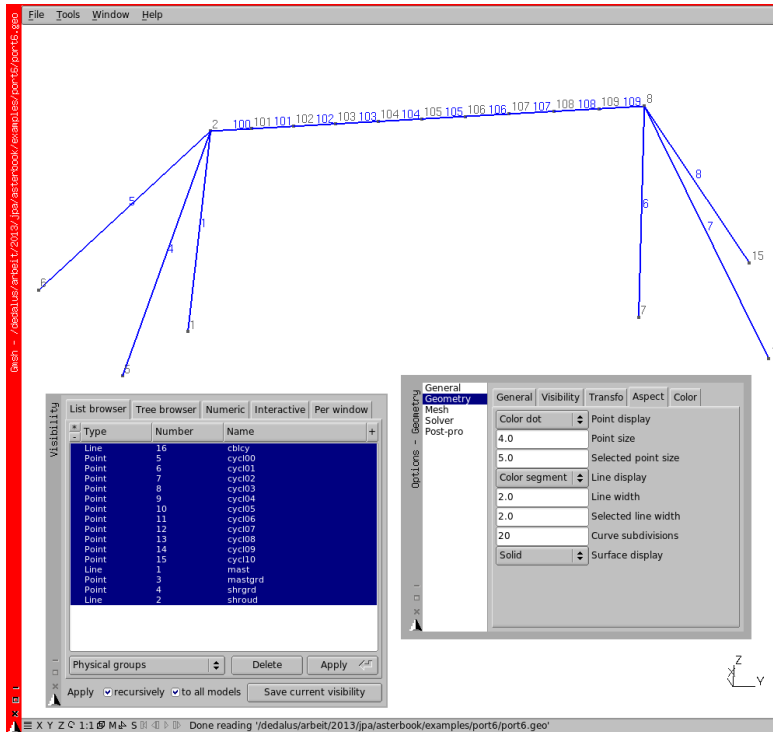 Gmsh - /dedalus/arbeit/2013/jpa/asterbook/examples/port6/port6.geo
File Tools Window Help
2 100 101 101 102 102 103 103 104 104 105 105 106 106 107 107 108 108 109 109 8
5
4
1
6
8
7
6
15
1
7
Visibility
List browser Tree browser Numeric Interactive Per window
* - Type Number Name +
Line 16 cblcy
Point 5 cycl00
Point 6 cycl01
Point 7 cycl02
Point 8 cycl03
Point 9 cycl04
Point 10 cycl05
Point 11 cycl06
Point 12 cycl07
Point 13 cycl08
Point 14 cycl09
Point 15 cycl10
Line 1 mast
Point 3 mastgrd
Point 4 shrgrd
Line 2 shroud
Physical groups Delete Apply
Apply recursively to all models Save current visibility
Options - Geometry
General
Geometry
Mesh
Solver
Post-pro
General Visibility Transfo Aspect Color
Color dot Point display
4.0 Point size
5.0 Selected point size
Color segment Line display
2.0 Line width
2.0 Selected line width
20 Curve subdivisions
Solid Surface display
Z
X
Y
X Y Z 1:1 M S Done reading '/dedalus/arbeit/2013/jpa/asterbook/examples/port6/port6.geo'